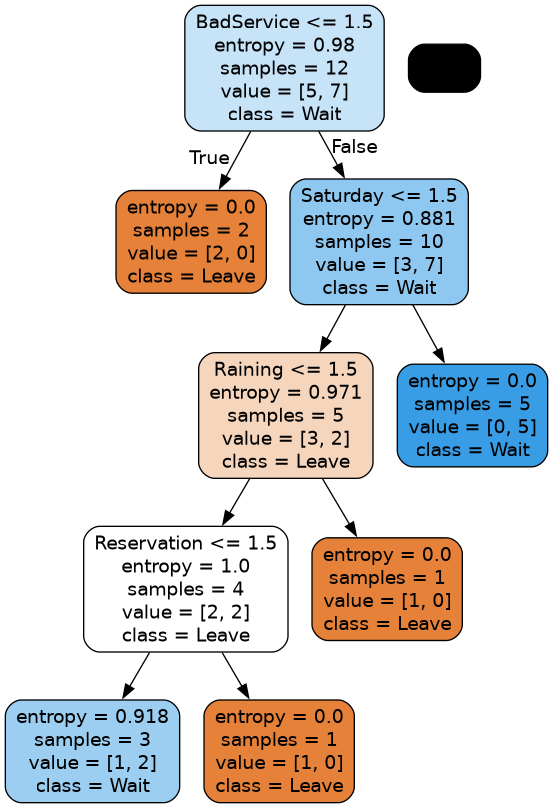 BadService <= 1.5
entropy = 0.98
samples = 12
value = [5, 7]
class = Wait
True
False
entropy = 0.0
samples = 2
value = [2, 0]
class = Leave
Saturday <= 1.5
entropy = 0.881
samples = 10
value = [3, 7]
class = Wait
Raining <= 1.5
entropy = 0.971
samples = 5
value = [3, 2]
class = Leave
entropy = 0.0
samples = 5
value = [0, 5]
class = Wait
Reservation <= 1.5
entropy = 1.0
samples = 4
value = [2, 2]
class = Leave
entropy = 0.0
samples = 1
value = [1, 0]
class = Leave
entropy = 0.918
samples = 3
value = [1, 2]
class = Wait
entropy = 0.0
samples = 1
value = [1, 0]
class = Leave